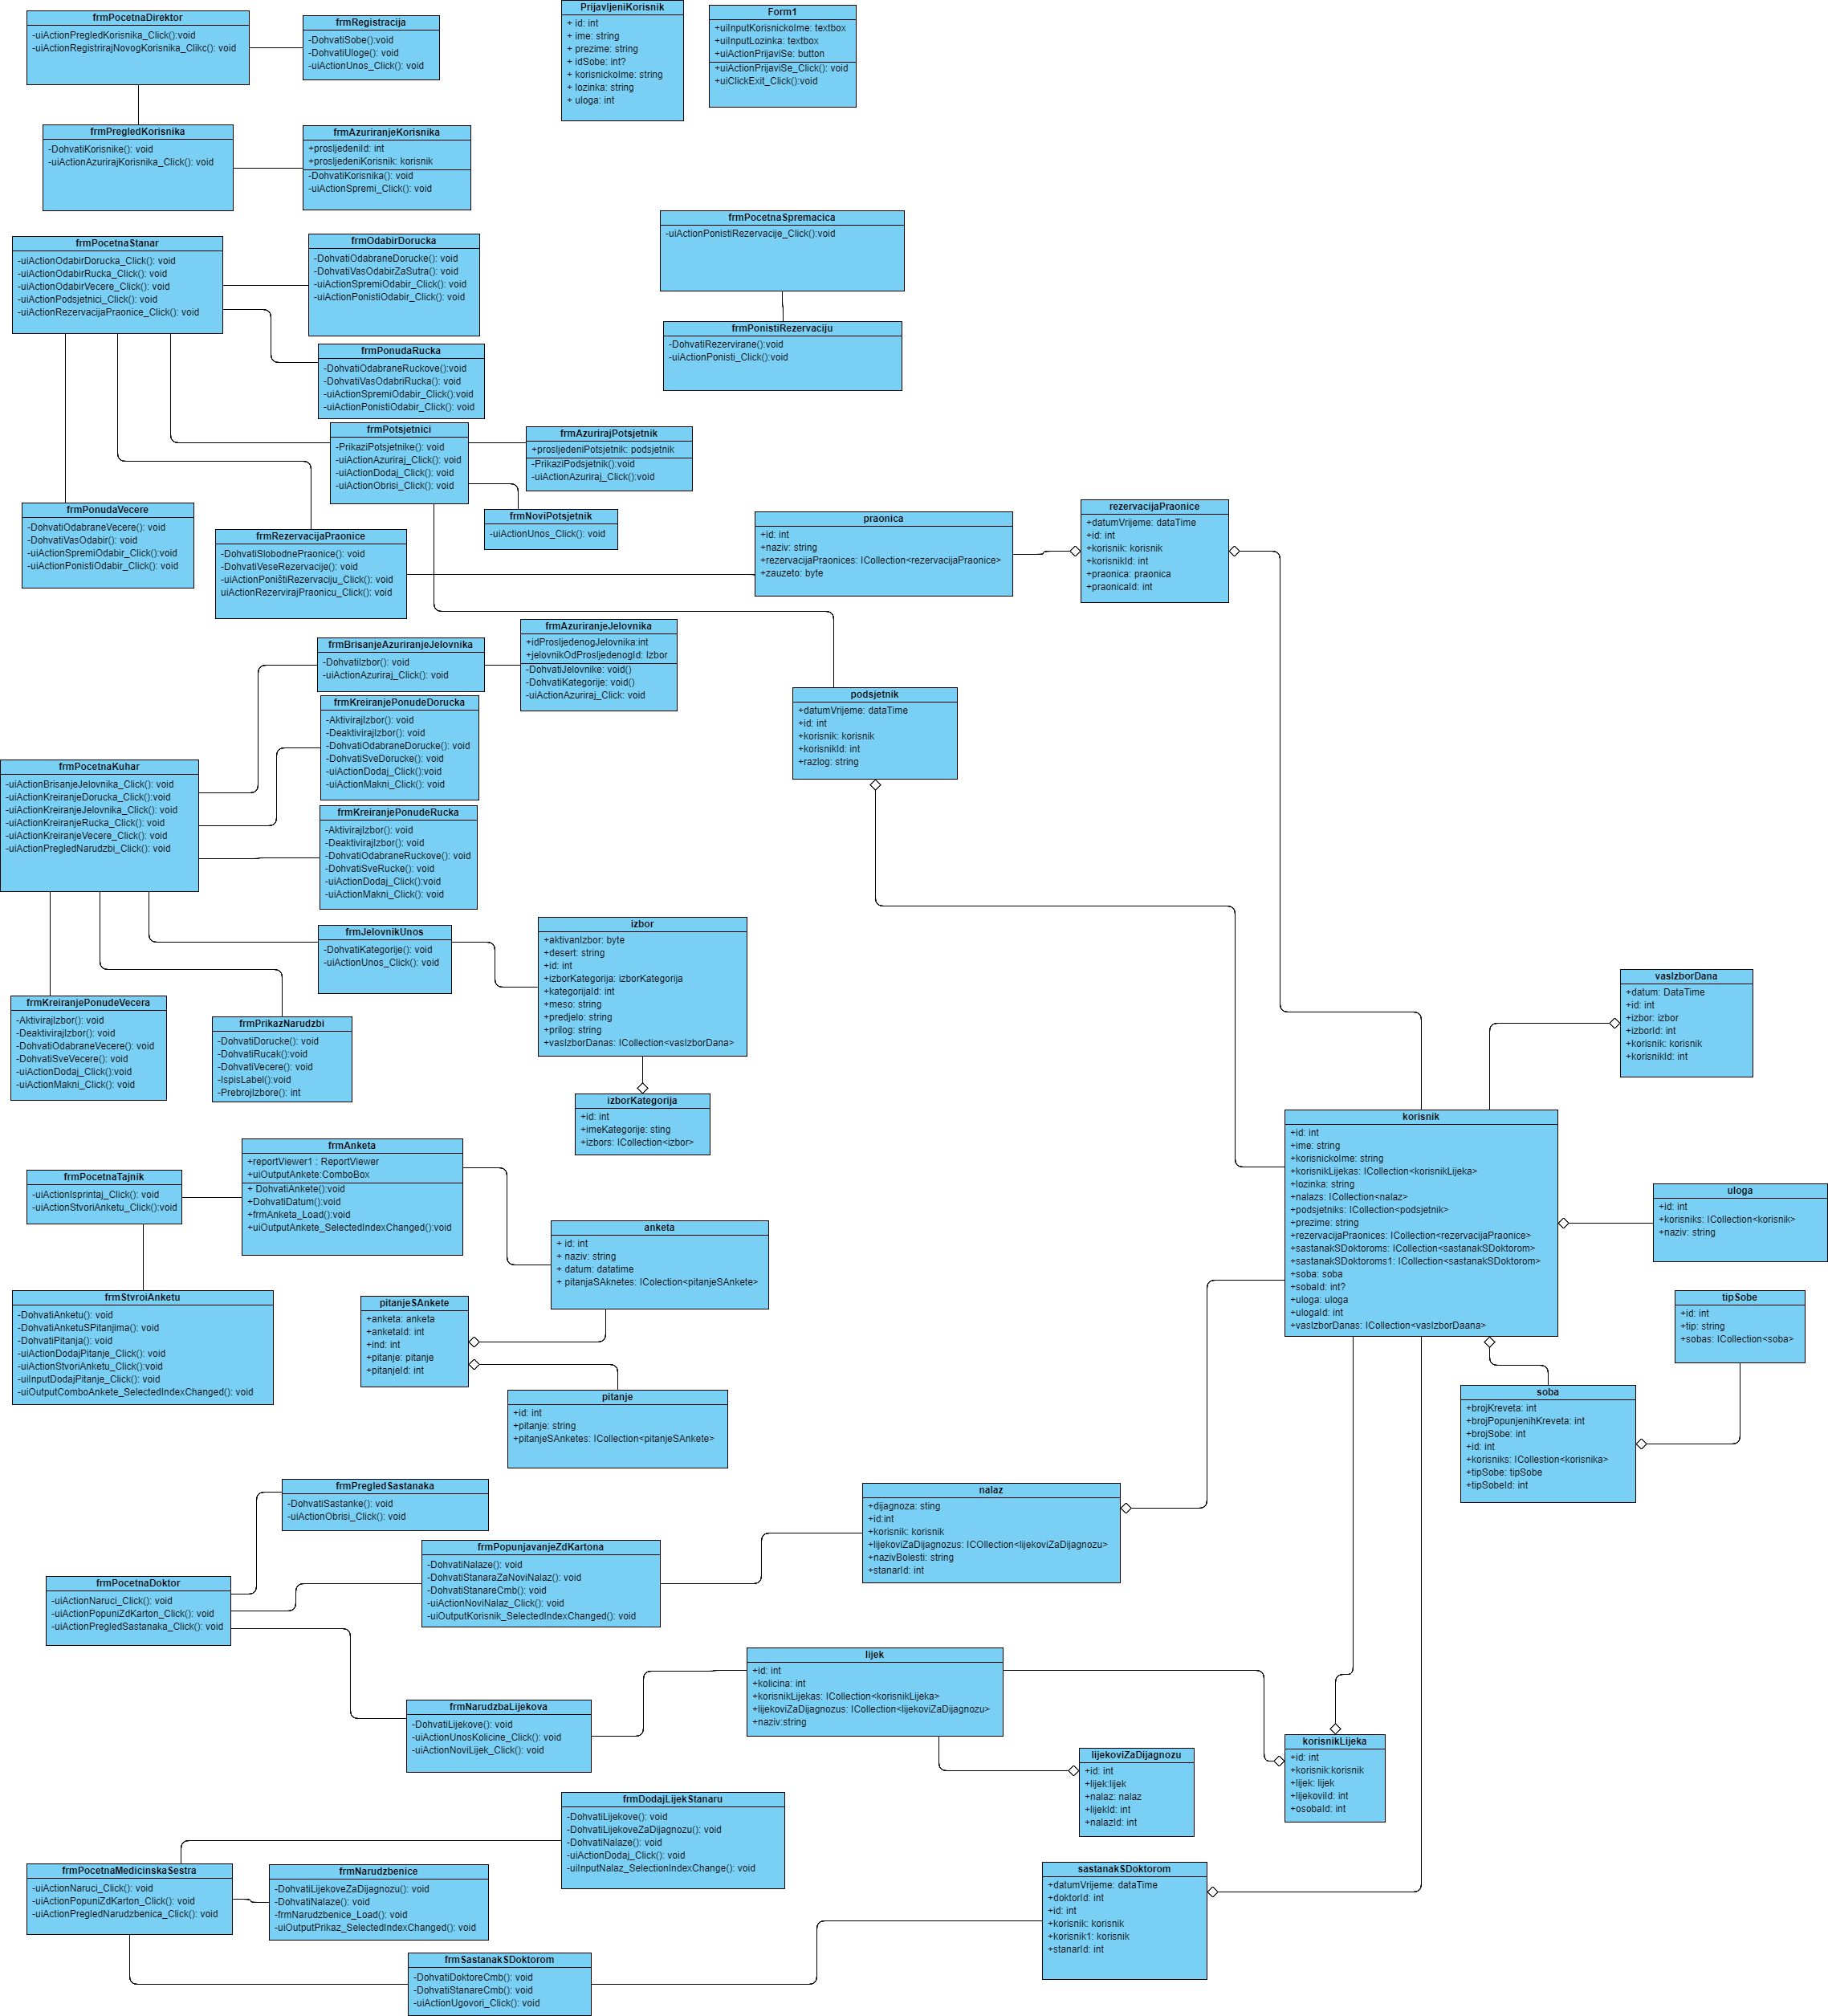 frmPocetnaDirektor
-uiActionPregledKorisnika_Click():void
-uiActionRegistrirajNovogKorisnika_Clikc(): void
frmRegistracija
-DohvatiSobe():void
-DohvatiUloge(): void
-uiActionUnos_Click(): void
PrijavljeniKorisnik
+ id: int
+ ime: string
+ prezime: string
+ idSobe: int?
+ korisnickoIme: string
+ lozinka: string
+ uloga: int
Form1
+uiInputKorisnickoIme: textbox
+uiInputLozinka: textbox
+uiActionPrijaviSe: button
+uiActionPrijaviSe_Click(): void
+uiClickExit_Click():void
frmPregledKorisnika
-DohvatiKorisnike(): void
-uiActionAzurirajKorisnika_Click(): void
frmAzuriranjeKorisnika
+prosljedeniId: int
+prosljedeniKorisnik: korisnik
-DohvatiKorisnika(): void
-uiActionSpremi_Click(): void
frmPocetnaSpremacica
-uiActionPonistiRezervacije_Click():void
frmPonistiRezervaciju
-DohvatiRezervirane():void
-uiActionPonisti_Click():void
frmPocetnaStanar
-uiActionOdabirDorucka_Click(): void
-uiActionOdabirRucka_Click(): void
-uiActionOdabirVecere_Click(): void
-uiActionPodsjetnici_Click(): void
-uiActionRezervacijaPraonice_Click(): void
frmOdabirDorucka
-DohvatiOdabraneDorucke(): void
-DohvatiVasOdabirZaSutra(): void
-uiActionSpremiOdabir_Click(): void
-uiActionPonistiOdabir_Click(): void
frmPonudaRucka
-DohvatiOdabraneRuckove():void
-DohvatiVasOdabriRucka(): void
-uiActionSpremiOdabir_Click():void
-uiActionPonistiOdabir_Click(): void
frmPotsjetnici
-PrikaziPotsjetnike(): void
-uiActionAzuriraj_Click(): void
-uiActionDodaj_Click(): void
-uiActionObrisi_Click(): void
frmAzurirajPotsjetnik
+prosljedeniPotsjetnik: podsjetnik
-PrikaziPodsjetnik():void
-uiActionAzuriraj_Click():void
frmNoviPotsjetnik
-uiActionUnos_Click(): void
frmPonudaVecere
-DohvatiOdabraneVecere(): void
-DohvatiVasOdabir(): void
-uiActionSpremiOdabir_Click():void
-uiActionPonistiOdabir_Click(): void
frmRezervacijaPraonice
-DohvatiSlobodnePraonice(): void
-DohvatiVeseRezervacije(): void
-uiActionPoništiRezervaciju_Click(): void
uiActionRezervirajPraonicu_Click(): void
praonica
+id: int
+naziv: string
+rezervacijaPraonices: ICollection<rezervacijaPraonice>
+zauzeto: byte
rezervacijaPraonice
+datumVrijeme: dataTime
+id: int
+korisnik: korisnik
+korisnikId: int
+praonica: praonica
+praonicaId: int
frmBrisanjeAzuriranjeJelovnika
-DohvatiIzbor(): void
-uiActionAzuriraj_Click(): void
frmAzuriranjeJelovnika
+idProsljedenogJelovnika:int
+jelovnikOdProsljedenogId: Izbor
-DohvatiJelovnike: void()
-DohvatiKategorije: void()
-uiActionAzuriraj_Click: void
podsjetnik
+datumVrijeme: dataTime
+id: int
+korisnik: korisnik
+korisnikId: int
+razlog: string
frmKreiranjePonudeDorucka
-AktivirajIzbor(): void
-DeaktivirajIzbor(): void
-DohvatiOdabraneDorucke(): void
-DohvatiSveDorucke(): void
-uiActionDodaj_Click():void
-uiActionMakni_Click(): void
frmPocetnaKuhar
-uiActionBrisanjeJelovnika_Click(): void
-uiActionKreiranjeDorucka_Click():void
-uiActionKreiranjeJelovnika_Click(): void
-uiActionKreiranjeRucka_Click(): void
-uiActionKreiranjeVecere_Click(): void
-uiActionPregledNarudzbi_Click(): void
frmKreiranjePonudeRucka
-AktivirajIzbor(): void
-DeaktivirajIzbor(): void
-DohvatiOdabraneRuckove(): void
-DohvatiSveRucke(): void
-uiActionDodaj_Click():void
-uiActionMakni_Click(): void
frmJelovnikUnos
-DohvatiKategorije(): void
-uiActionUnos_Click(): void
izbor
+aktivanIzbor: byte
+desert: string
+id: int
+izborKategorija: izborKategorija
+kategorijaId: int
+meso: string
+predjelo: string
+prilog: string
+vasIzborDanas: ICollection<vasIzborDana>
frmKreiranjePonudeVecera
-AktivirajIzbor(): void
-DeaktivirajIzbor(): void
-DohvatiOdabraneVecere(): void
-DohvatiSveVecere(): void
-uiActionDodaj_Click():void
-uiActionMakni_Click(): void
frmPrikazNarudzbi
-DohvatiDorucke(): void
-DohvatiRucak():void
-DohvatiVecere(): void
-IspisLabel():void
-PrebrojIzbore(): int
izborKategorija
+id: int
+imeKategorije: sting
+izbors: ICollection<izbor>
vasIzborDana
+datum: DataTime
+id: int
+izbor: izbor
+izborId: int
+korisnik: korisnik
+korisnikId: int
korisnik
+id: int
+ime: string
+korisnickoIme: string
+korisnikLijekas: ICollection<korisnikLijeka>
+lozinka: string
+nalazs: ICollection<nalaz>
+podsjetniks: ICollection<podsjetnik>
+prezime: string
+rezervacijaPraonices: ICollection<rezervacijaPraonice>
+sastanakSDoktoroms: ICollection<sastanakSDoktorom>
+sastanakSDoktoroms1: ICollection<sastanakSDoktorom>
+soba: soba
+sobaId: int?
+uloga: uloga
+ulogaId: int
+vasIzborDanas: ICollection<vasIzborDaana>
uloga
+id: int
+korisniks: ICollection<korisnik>
+naziv: string
tipSobe
+id: int
+tip: string
+sobas: ICollection<soba>
soba
+brojKreveta: int
+brojPopunjenihKreveta: int
+brojSobe: int
+id: int
+korisniks: ICollestion<korisnika>
+tipSobe: tipSobe
+tipSobeId: int
frmPocetnaTajnik
-uiActionIsprintaj_Click(): void
-uiActionStvoriAnketu_Click():void
frmAnketa
+reportViewer1 : ReportViewer
+uiOutputAnkete:ComboBox
+ DohvatiAnkete():void
+DohvatiDatum():void
+frmAnketa_Load():void
+uiOutputAnkete_SelectedIndexChanged():void
anketa
+ id: int
+ naziv: string
+ datum: datatime
+ pitanjaSAknetes: IColection<pitanjeSAnkete>
frmStvroiAnketu
-DohvatiAnketu(): void
-DohvatiAnketuSPitanjima(): void
-DohvatiPitanja(): void
-uiActionDodajPitanje_Click(): void
-uiActionStvoriAnketu_Click():void
-uiInputDodajPitanje_Click(): void
-uiOutputComboAnkete_SelectedIndexChanged(): void
pitanjeSAnkete
+anketa: anketa
+anketaId: int
+ind: int
+pitanje: pitanje
+pitanjeId: int
pitanje
+id: int
+pitanje: string
+pitanjeSAnketes: ICollection<pitanjeSAnkete>
frmPregledSastanaka
-DohvatiSastanke(): void
-uiActionObrisi_Click(): void
nalaz
+dijagnoza: sting
+id:int
+korisnik: korisnik
+lijekoviZaDijagnozus: ICOllection<lijekoviZaDijagnozu>
+nazivBolesti: string
+stanarId: int
frmPopunjavanjeZdKartona
-DohvatiNalaze(): void
-DohvatiStanaraZaNoviNalaz(): void
-DohvatiStanareCmb(): void
-uiActionNoviNalaz_Click(): void
-uiOutputKorisnik_SelectedIndexChanged(): void
frmPocetnaDoktor
-uiActionNaruci_Click(): void
-uiActionPopuniZdKarton_Click(): void
-uiActionPregledSastanaka_Click(): void
frmNarudzbaLijekova
-DohvatiLijekove(): void
-uiActionUnosKolicine_Click(): void
-uiActionNoviLijek_Click(): void
lijek
+id: int
+kolicina: int
+korisnikLijekas: ICollection<korisnikLijeka>
+lijekoviZaDijagnozus: ICollection<lijekoviZaDijagnozu>
+naziv:string
lijekoviZaDijagnozu
+id: int
+lijek:lijek
+nalaz: nalaz
+lijekId: int
+nalazId: int
korisnikLijeka
+id: int
+korisnik:korisnik
+lijek: lijek
+lijekoviId: int
+osobaId: int
frmDodajLijekStanaru
-DohvatiLijekove(): void
-DohvatiLijekoveZaDijagnozu(): void
-DohvatiNalaze(): void
-uiActionDodaj_Click(): void
-uiInputNalaz_SelectionIndexChange(): void
frmPocetnaMedicinskaSestra
-uiActionNaruci_Click(): void
-uiActionPopuniZdKarton_Click(): void
-uiActionPregledNarudzbenica_Click(): void
frmNarudzbenice
-DohvatiLijekoveZaDijagnozu(): void
-DohvatiNalaze(): void
-frmNarudzbenice_Load(): void
-uiOutputPrikaz_SelectedIndexChanged(): void
sastanakSDoktorom
+datumVrijeme: dataTime
+doktorId: int
+id: int
+korisnik: korisnik
+korisnik1: korisnik
+stanarId: int
frmSastanakSDoktorom
-DohvatiDoktoreCmb(): void
-DohvatiStanareCmb(): void
-uiActionUgovori_Click(): void